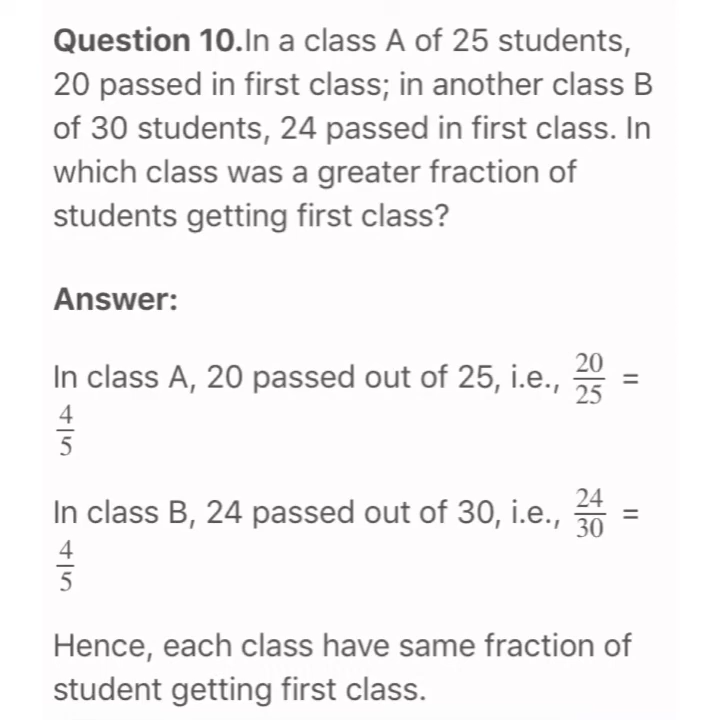 Question 10.In a class A of 25 students,
20 passed in first class; in another class B
of 30 students, 24 passed in first class. In
which class was a greater fraction of
students getting first class?
Answer:
In class A, 20 passed out of 25, i.e., 20/25 =
4/5
In class B, 24 passed out of 30, i.e., 24/30 =
4/5
Hence, each class have same fraction of
student getting first class.